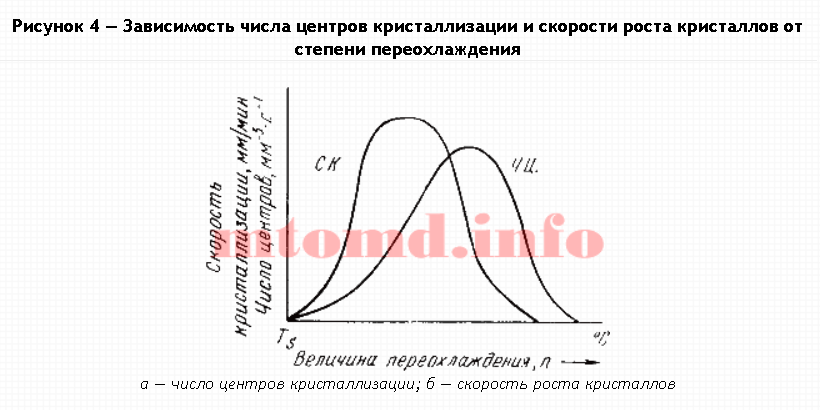 Рисунок 4 – Зависимость числа центров кристаллизации и скорости роста кристаллов от
степени переохлаждения
Скорость
кристаллизации, мм/мин
Число центров, мм⁻³·с⁻¹
СК
ЧЦ.
mtomd.info
Ts
°С
Величина переохлаждения, n
а – число центров кристаллизации; б – скорость роста кристаллов